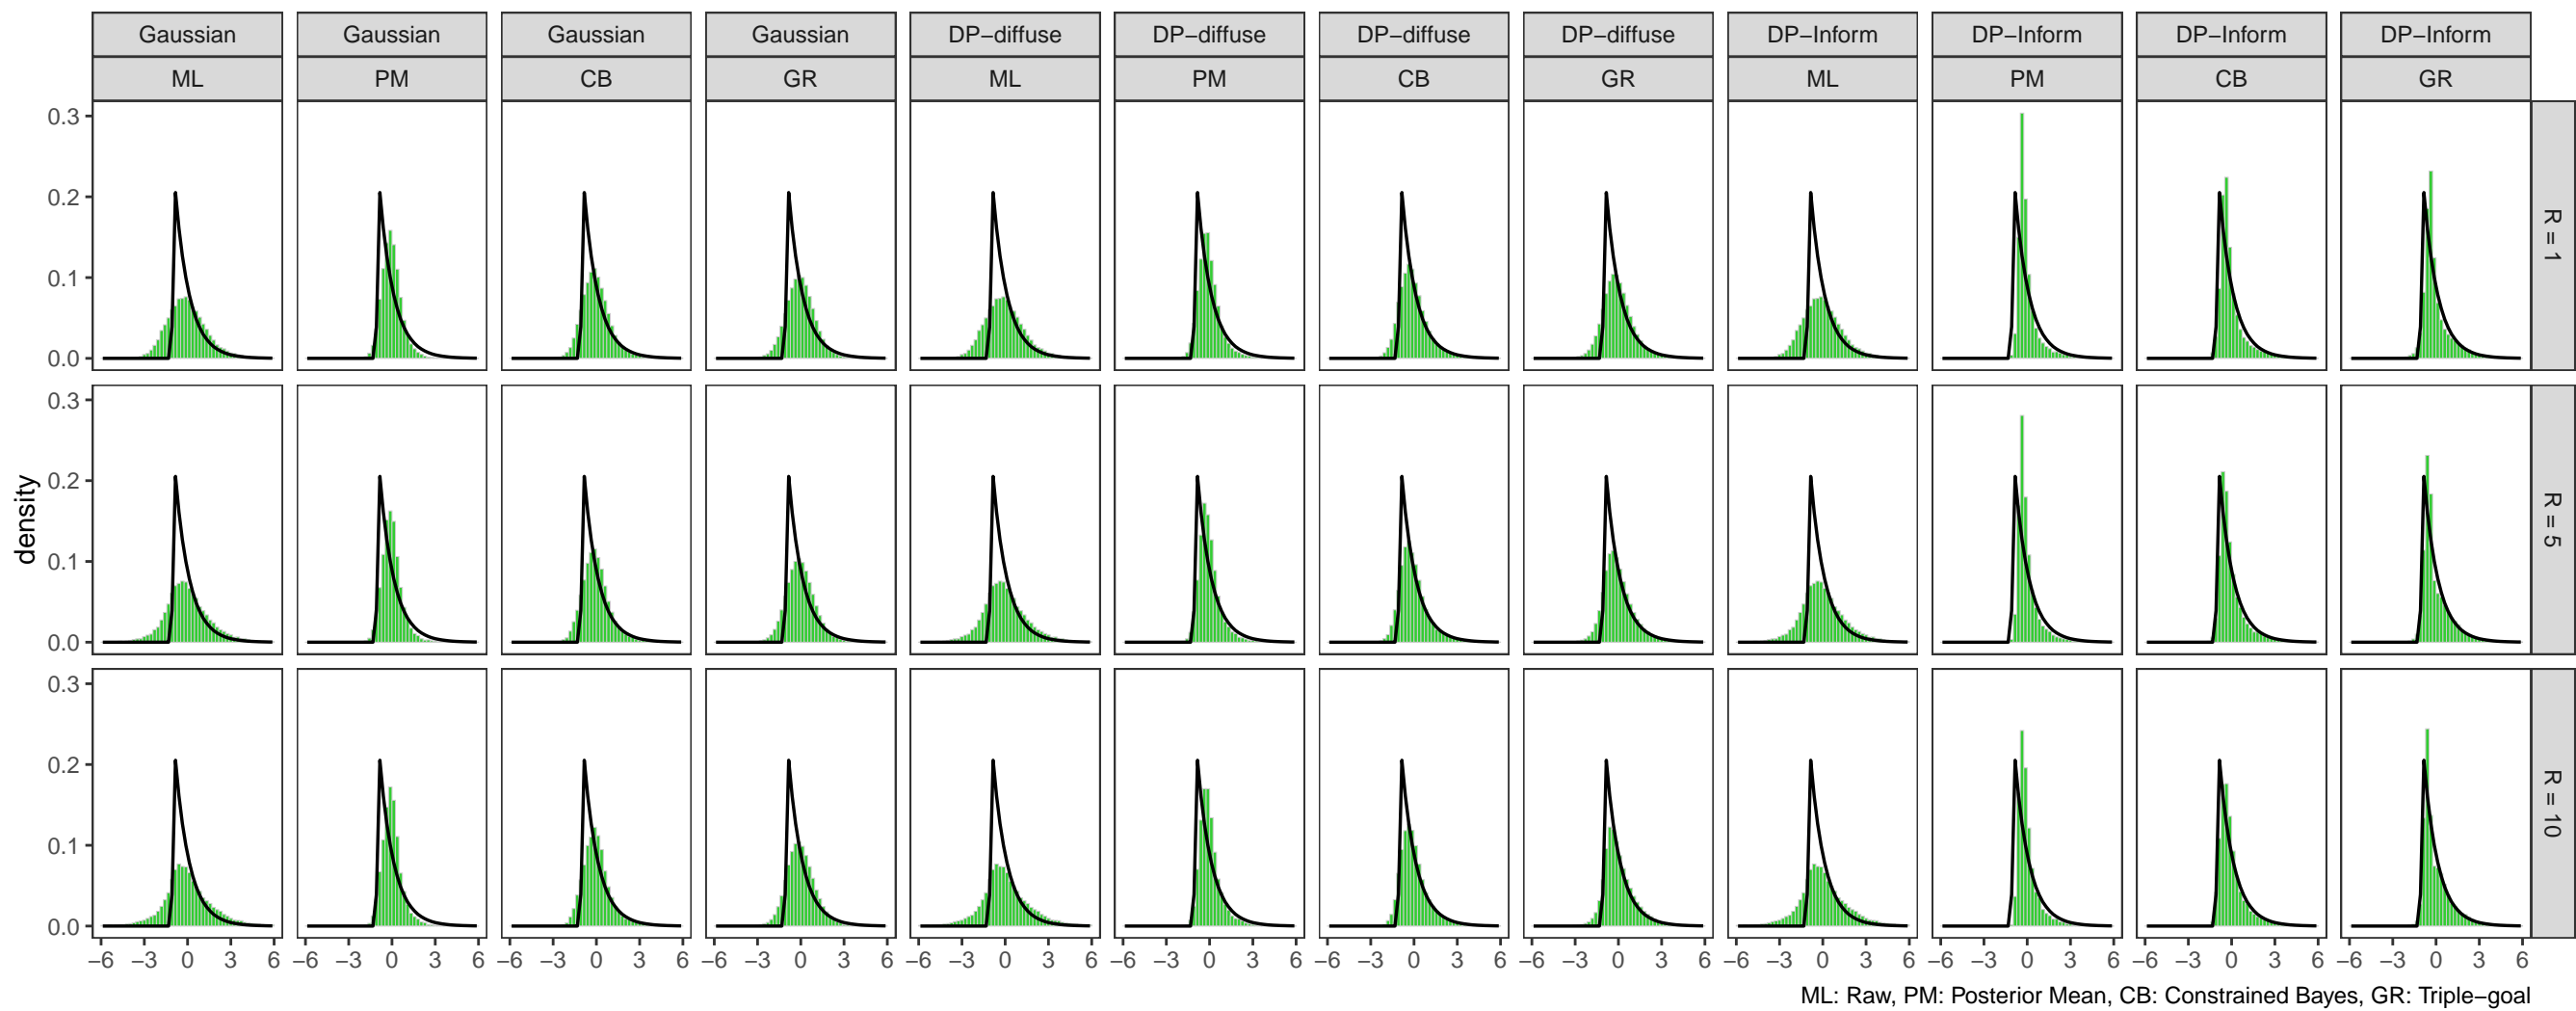 Gaussian Gaussian Gaussian Gaussian DP−diffuse DP−diffuse DP−diffuse DP−diffuse DP−Inform DP−Inform DP−Inform DP−Inform
ML PM CB GR ML PM CB GR ML PM CB GR
0.3
0.2
0.1
0.0
R = 1
0.3
0.2
0.1
0.0
R = 5
density
0.3
0.2
0.1
0.0
R = 10
−6 −3 0 3 6 −6 −3 0 3 6 −6 −3 0 3 6 −6 −3 0 3 6 −6 −3 0 3 6 −6 −3 0 3 6 −6 −3 0 3 6 −6 −3 0 3 6 −6 −3 0 3 6 −6 −3 0 3 6 −6 −3 0 3 6 −6 −3 0 3 6
ML: Raw, PM: Posterior Mean, CB: Constrained Bayes, GR: Triple−goal